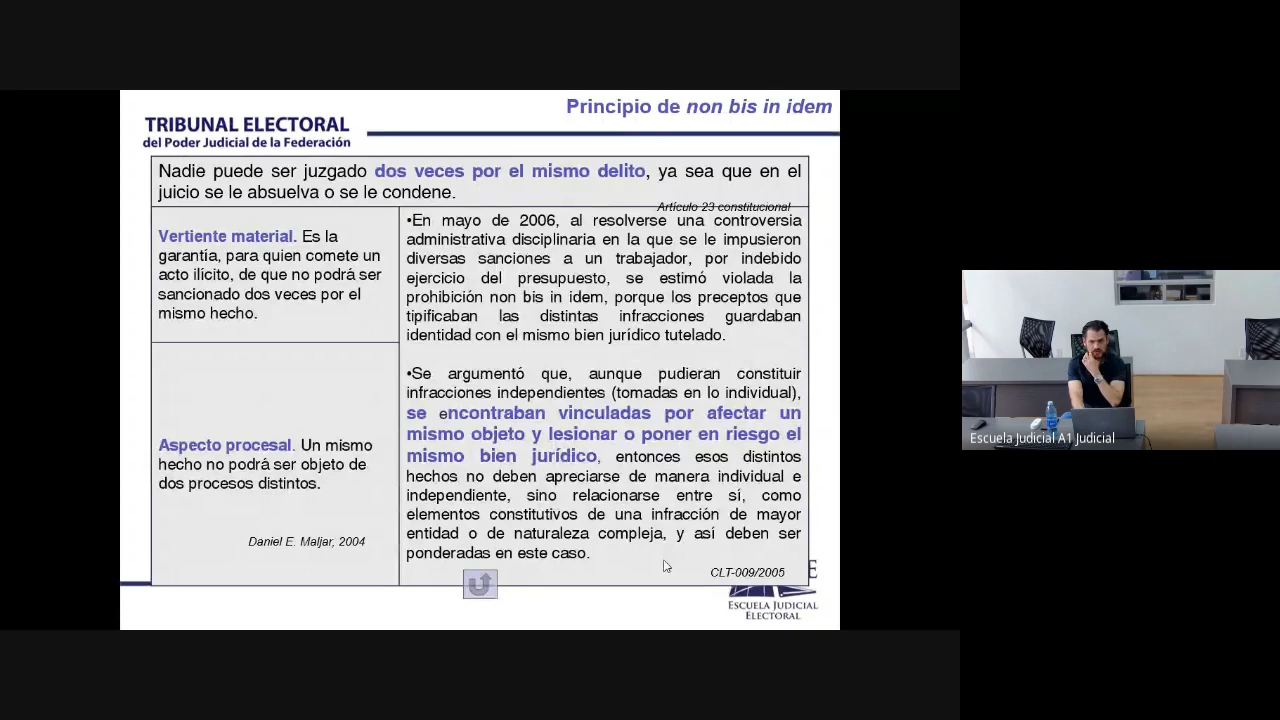 Principio de non bis in idem
TRIBUNAL ELECTORAL
del Poder Judicial de la Federación
Nadie puede ser juzgado dos veces por el mismo delito, ya sea que en el
juicio se le absuelva o se le condene.
Artículo 23 constitucional
Vertiente material. Es la
garantía, para quien comete un
acto ilícito, de que no podrá ser
sancionado dos veces por el
mismo hecho.
Aspecto procesal. Un mismo
hecho no podrá ser objeto de
dos procesos distintos.
Daniel E. Maljar, 2004
•En mayo de 2006, al resolverse una controversia
administrativa disciplinaria en la que se le impusieron
diversas sanciones a un trabajador, por indebido
ejercicio del presupuesto, se estimó violada la
prohibición non bis in idem, porque los preceptos que
tipificaban las distintas infracciones guardaban
identidad con el mismo bien jurídico tutelado.
•Se argumentó que, aunque pudieran constituir
infracciones independientes (tomadas en lo individual),
se encontraban vinculadas por afectar un
mismo objeto y lesionar o poner en riesgo el
mismo bien jurídico, entonces esos distintos
hechos no deben apreciarse de manera individual e
independiente, sino relacionarse entre sí, como
elementos constitutivos de una infracción de mayor
entidad o de naturaleza compleja, y así deben ser
ponderadas en este caso.
CLT-009/2005
E
ESCUELA JUDICIAL
ELECTORAL
Escuela Judicial A1 Judicial